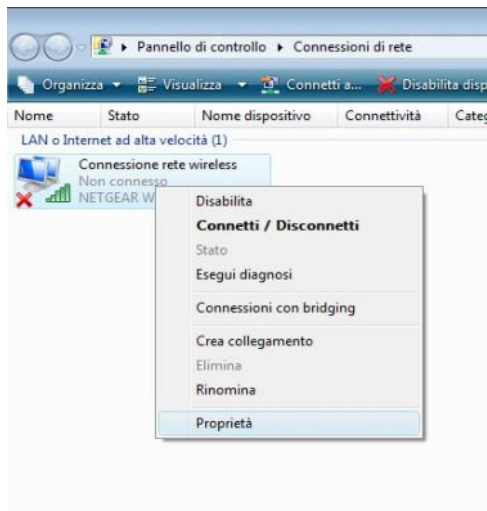 Pannello di controllo ▸ Connessioni di rete
Organizza Visualizza Connetti a... Disabilita disp
Nome Stato Nome dispositivo Connettività Categ
LAN o Internet ad alta velocità (1)
Connessione rete wireless
Non connesso
NETGEAR W
Disabilita
Connetti / Disconnetti
Stato
Esegui diagnosi
Connessioni con bridging
Crea collegamento
Elimina
Rinomina
Proprietà